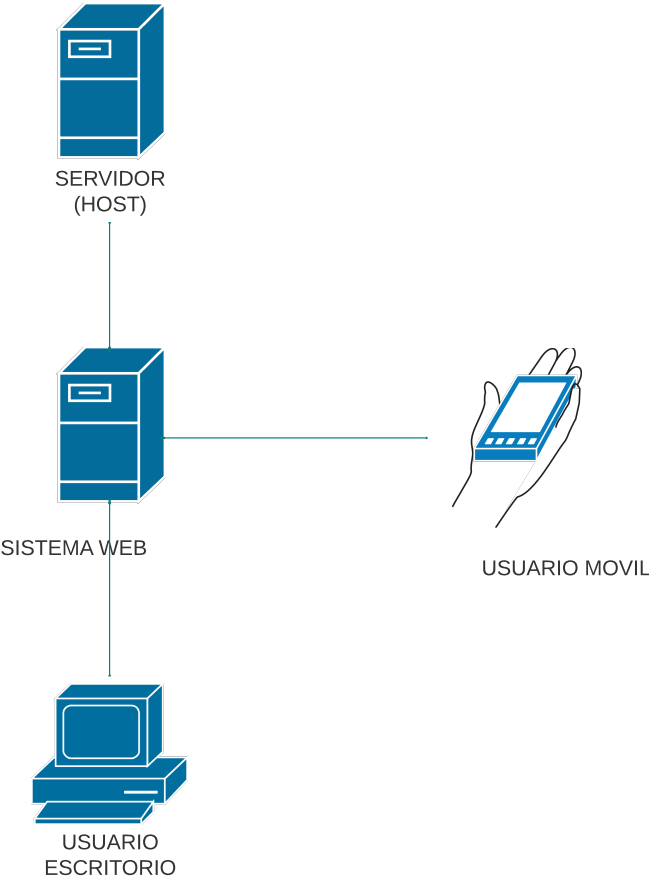 SERVIDOR
(HOST)
SISTEMA WEB
USUARIO MOVIL
USUARIO
ESCRITORIO